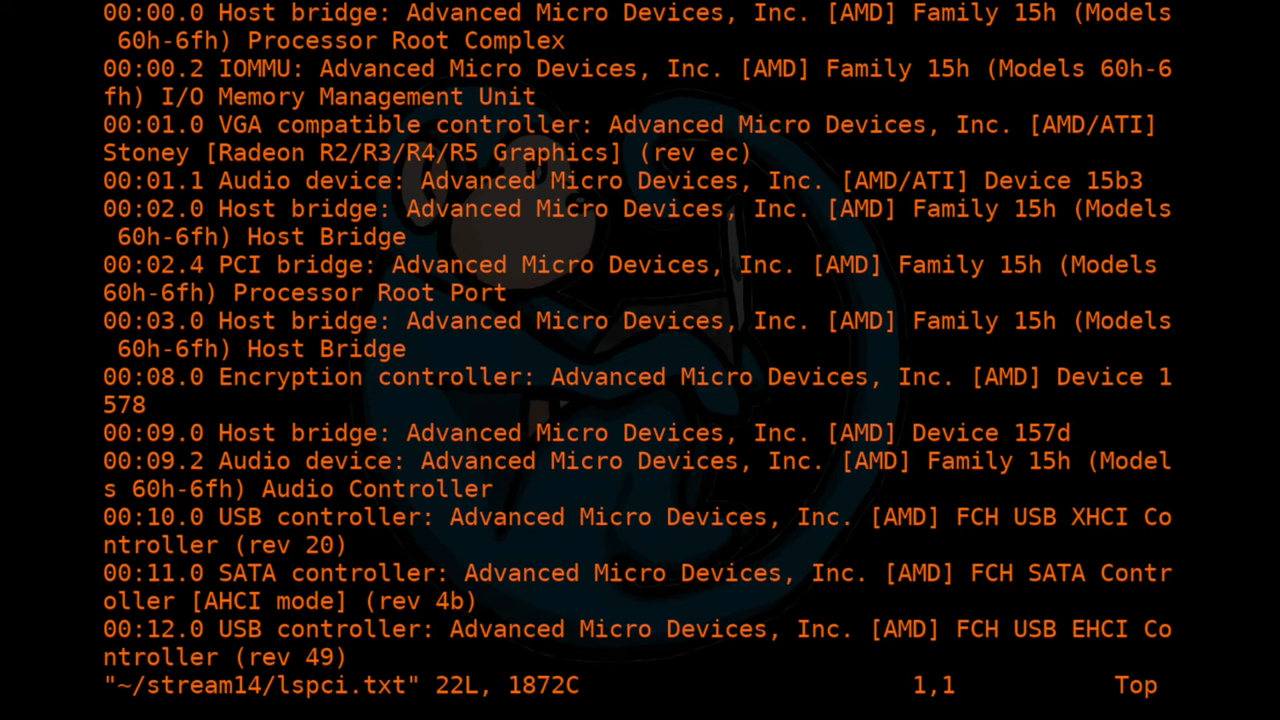 00:00.0 Host bridge: Advanced Micro Devices, Inc. [AMD] Family 15h (Models
 60h-6fh) Processor Root Complex
00:00.2 IOMMU: Advanced Micro Devices, Inc. [AMD] Family 15h (Models 60h-6
fh) I/O Memory Management Unit
00:01.0 VGA compatible controller: Advanced Micro Devices, Inc. [AMD/ATI]
Stoney [Radeon R2/R3/R4/R5 Graphics] (rev ec)
00:01.1 Audio device: Advanced Micro Devices, Inc. [AMD/ATI] Device 15b3
00:02.0 Host bridge: Advanced Micro Devices, Inc. [AMD] Family 15h (Models
 60h-6fh) Host Bridge
00:02.4 PCI bridge: Advanced Micro Devices, Inc. [AMD] Family 15h (Models
60h-6fh) Processor Root Port
00:03.0 Host bridge: Advanced Micro Devices, Inc. [AMD] Family 15h (Models
 60h-6fh) Host Bridge
00:08.0 Encryption controller: Advanced Micro Devices, Inc. [AMD] Device 1
578
00:09.0 Host bridge: Advanced Micro Devices, Inc. [AMD] Device 157d
00:09.2 Audio device: Advanced Micro Devices, Inc. [AMD] Family 15h (Model
s 60h-6fh) Audio Controller
00:10.0 USB controller: Advanced Micro Devices, Inc. [AMD] FCH USB XHCI Co
ntroller (rev 20)
00:11.0 SATA controller: Advanced Micro Devices, Inc. [AMD] FCH SATA Contr
oller [AHCI mode] (rev 4b)
00:12.0 USB controller: Advanced Micro Devices, Inc. [AMD] FCH USB EHCI Co
ntroller (rev 49)
"~/stream14/lspci.txt" 22L, 1872C 1,1 Top